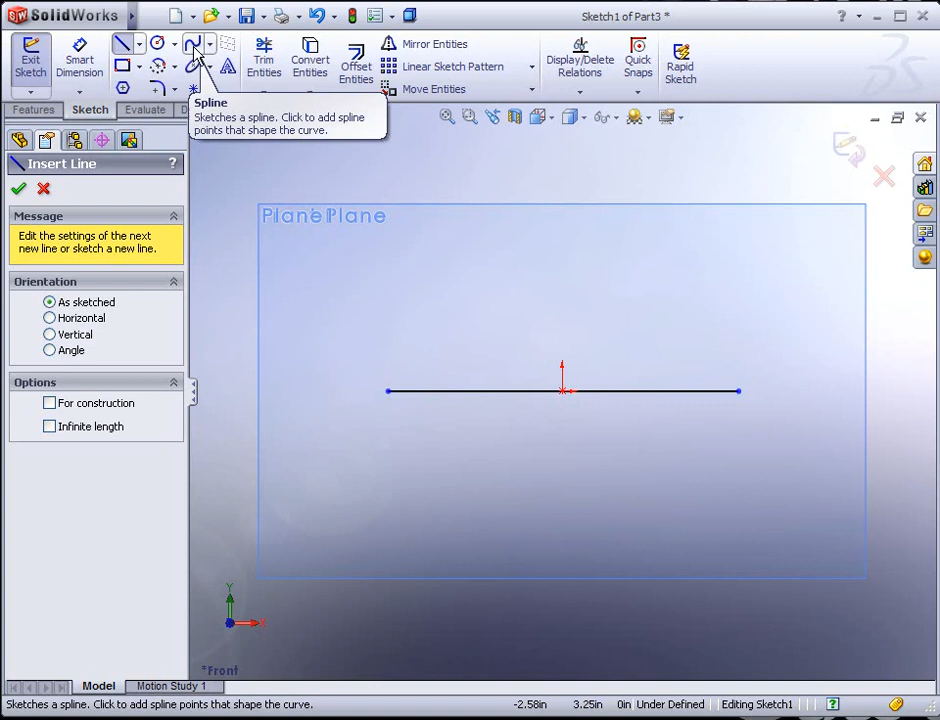 SolidWorks
Sketch1 of Part3 *
?
Exit Sketch
Smart Dimension
Trim Entities
Convert Entities
Offset Entities
Mirror Entities
Linear Sketch Pattern
Move Entities
Display/Delete Relations
Quick Snaps
Rapid Sketch
Features
Sketch
Evaluate
D
Spline
Sketches a spline. Click to add spline
points that shape the curve.
Insert Line
?
Message
Edit the settings of the next
new line or sketch a new line.
Orientation
As sketched
Horizontal
Vertical
Angle
Options
For construction
Infinite length
Plane
Plane
Y
X
*Front
Model
Motion Study 1
Sketches a spline. Click to add spline points that shape the curve.
-2.58in
3.25in
0in
Under Defined
Editing Sketch1
?